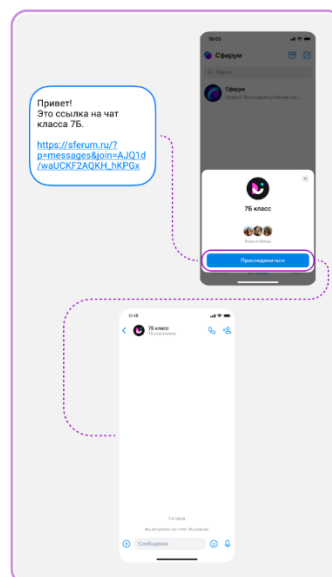 Привет!
Это ссылка на чат
класса 7Б.
https://sferum.ru/?
p=messages&join=AJQ1d
/waUCKF2AQKH_hKPGx
Сферум
Поиск
Сферум
7Б класс
Присоединиться
7Б класс
Сегодня
Сообщение